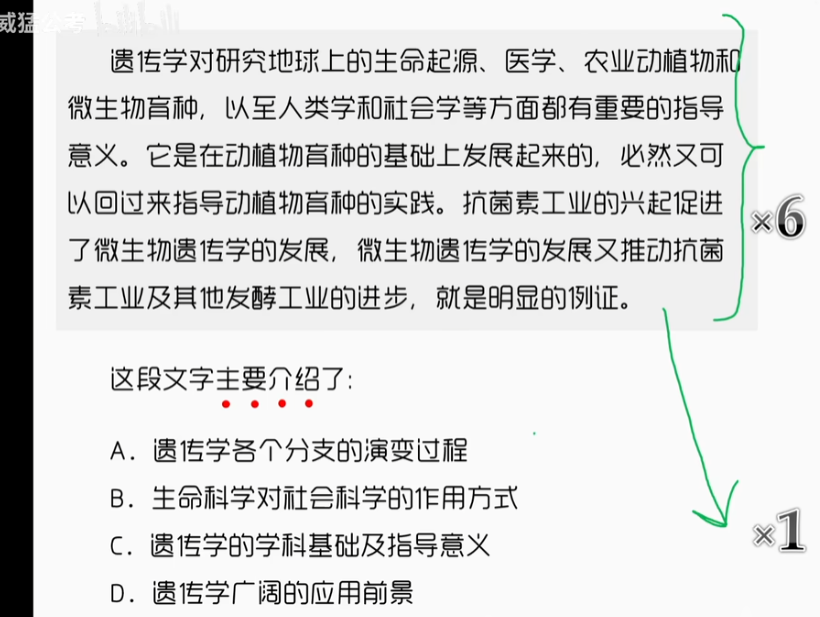 威猛公考
遗传学对研究地球上的生命起源、医学、农业动植物和
微生物育种，以至人类学和社会学等方面都有重要的指导
意义。它是在动植物育种的基础上发展起来的，必然又可
以回过来指导动植物育种的实践。抗菌素工业的兴起促进
了微生物遗传学的发展，微生物遗传学的发展又推动抗菌
素工业及其他发酵工业的进步，就是明显的例证。
×6
这段文字主要介绍了：
A．遗传学各个分支的演变过程
B．生命科学对社会科学的作用方式
C．遗传学的学科基础及指导意义
×1
D．遗传学广阔的应用前景